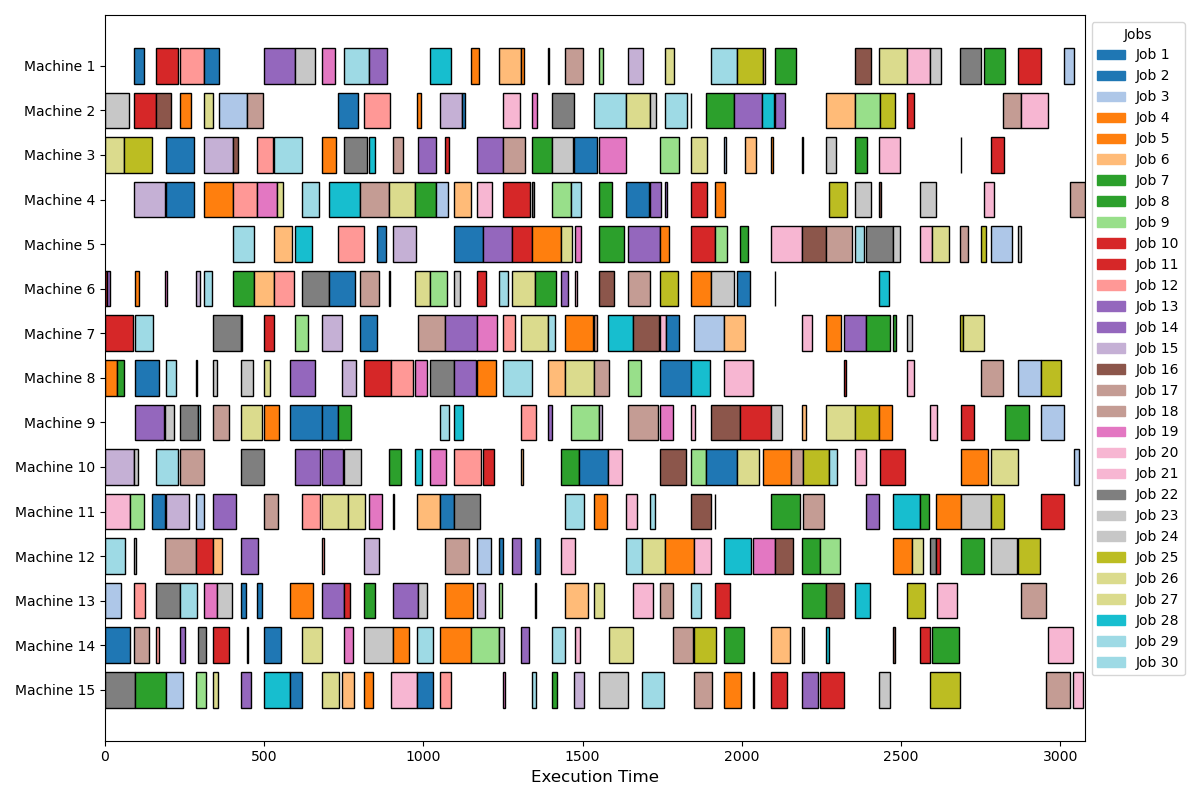 Machine 1
Machine 2
Machine 3
Machine 4
Machine 5
Machine 6
Machine 7
Machine 8
Machine 9
Machine 10
Machine 11
Machine 12
Machine 13
Machine 14
Machine 15
0 500 1000 1500 2000 2500 3000
Execution Time
Jobs
Job 1
Job 2
Job 3
Job 4
Job 5
Job 6
Job 7
Job 8
Job 9
Job 10
Job 11
Job 12
Job 13
Job 14
Job 15
Job 16
Job 17
Job 18
Job 19
Job 20
Job 21
Job 22
Job 23
Job 24
Job 25
Job 26
Job 27
Job 28
Job 29
Job 30